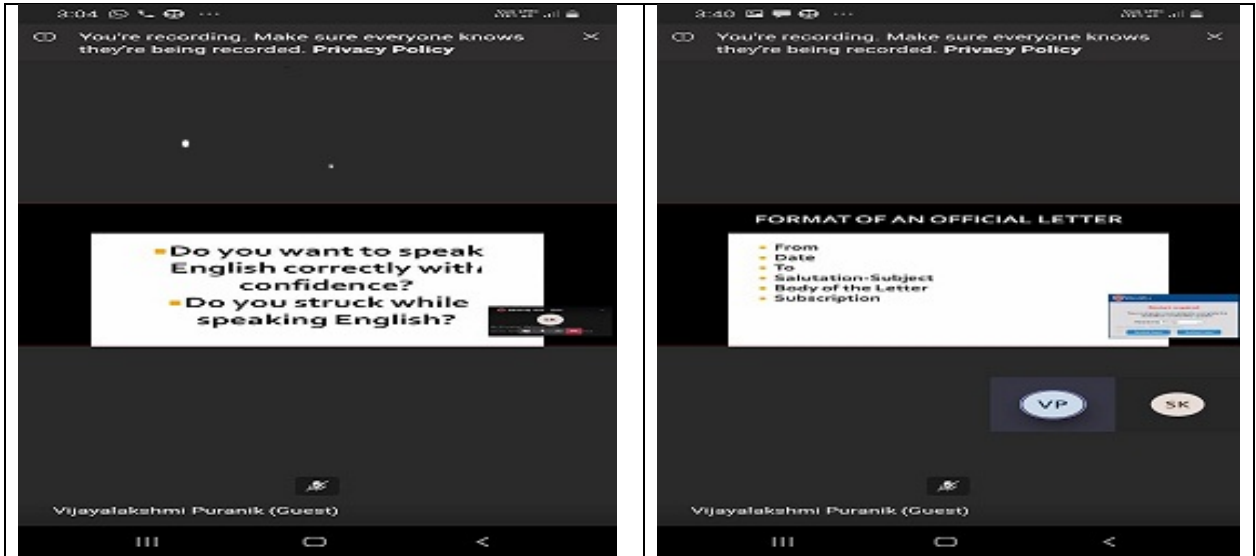 3:04
You're recording. Make sure everyone knows
they're being recorded. Privacy Policy
Do you want to speak
English correctly with
confidence?
Do you struck while
speaking English?
SK
Vijayalakshmi Puranik (Guest)
3:40
You're recording. Make sure everyone knows
they're being recorded. Privacy Policy
FORMAT OF AN OFFICIAL LETTER
From
Date
To
Salutation-Subject
Body of the Letter
Subscription
VP
SK
Vijayalakshmi Puranik (Guest)